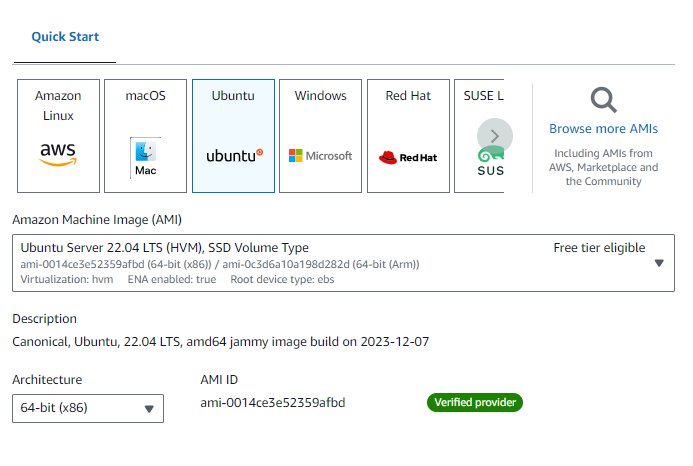 Quick Start
Amazon Linux
aws
macOS
Mac
Ubuntu
ubuntu
Windows
Microsoft
Red Hat
Red Hat
SUSE L
SUS
Browse more AMIs
Including AMIs from
AWS, Marketplace and
the Community
Amazon Machine Image (AMI)
Ubuntu Server 22.04 LTS (HVM), SSD Volume Type
Free tier eligible
ami-0014ce3e52359afbd (64-bit (x86)) / ami-0c3d6a10a198d282d (64-bit (Arm))
Virtualization: hvm ENA enabled: true Root device type: ebs
Description
Canonical, Ubuntu, 22.04 LTS, amd64 jammy image build on 2023-12-07
Architecture
64-bit (x86)
AMI ID
ami-0014ce3e52359afbd
Verified provider